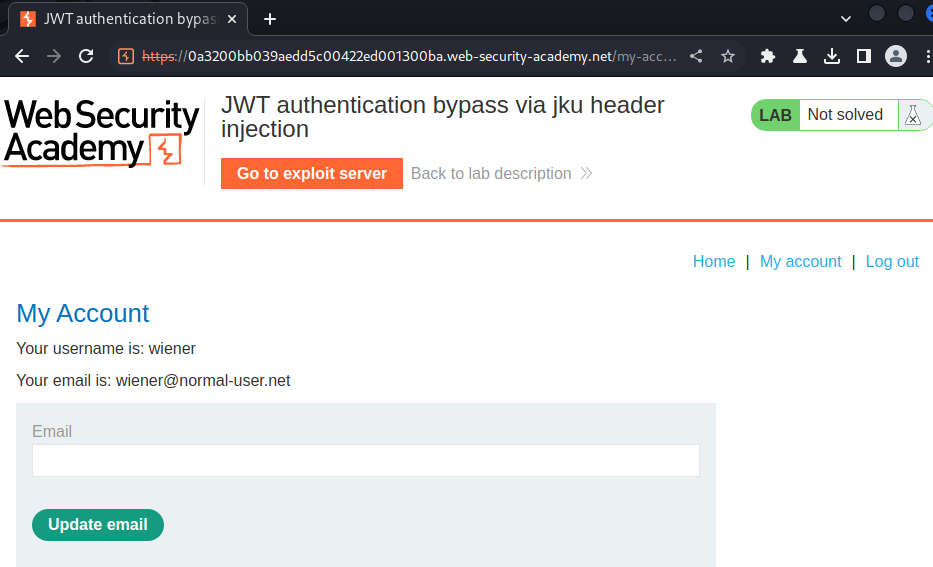 JWT authentication bypas
https://0a3200bb039aedd5c00422ed001300ba.web-security-academy.net/my-acc...
Web Security
Academy
JWT authentication bypass via jku header
injection
LAB Not solved
Go to exploit server
Back to lab description
Home | My account | Log out
My Account
Your username is: wiener
Your email is: wiener@normal-user.net
Email
Update email